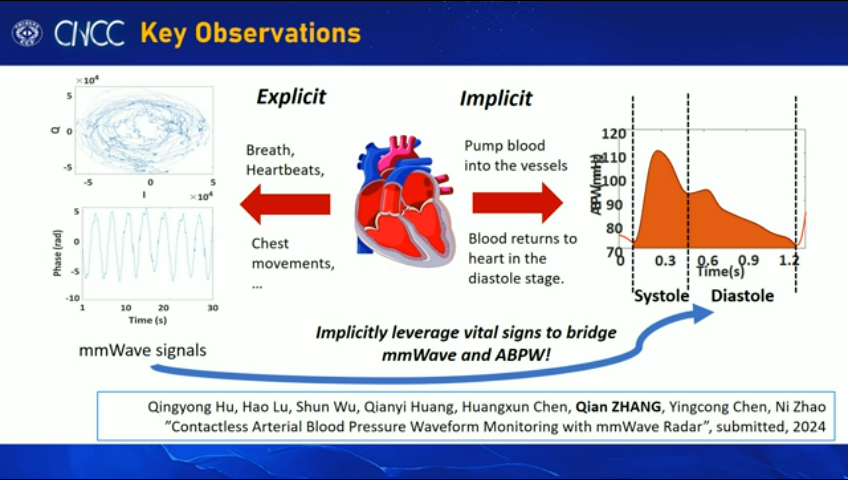 CNCC Key Observations
×10⁴
5
0
-5
Q
-5
0
5
I
×10⁴
5
0
-5
-10
Phase (rad)
1
10
20
30
Time (s)
mmWave signals
Explicit
Breath,
Heartbeats,
Chest
movements,
...
Implicit
Pump blood
into the vessels
Blood returns to
heart in the
diastole stage.
120
110
100
90
80
70
ABPW(mmHg)
0
0.3
0.6
0.9
1.2
Time(s)
Systole
Diastole
Implicitly leverage vital signs to bridge
mmWave and ABPW!
Qingyong Hu, Hao Lu, Shun Wu, Qianyi Huang, Huangxun Chen, Qian ZHANG, Yingcong Chen, Ni Zhao
"Contactless Arterial Blood Pressure Waveform Monitoring with mmWave Radar", submitted, 2024